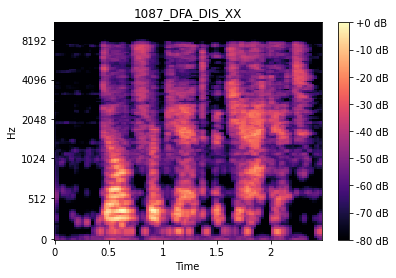 1087_DFA_DIS_XX
8192
4096
2048
1024
512
0
Hz
0
0.5
1
1.5
2
Time
+0 dB
-10 dB
-20 dB
-30 dB
-40 dB
-50 dB
-60 dB
-70 dB
-80 dB